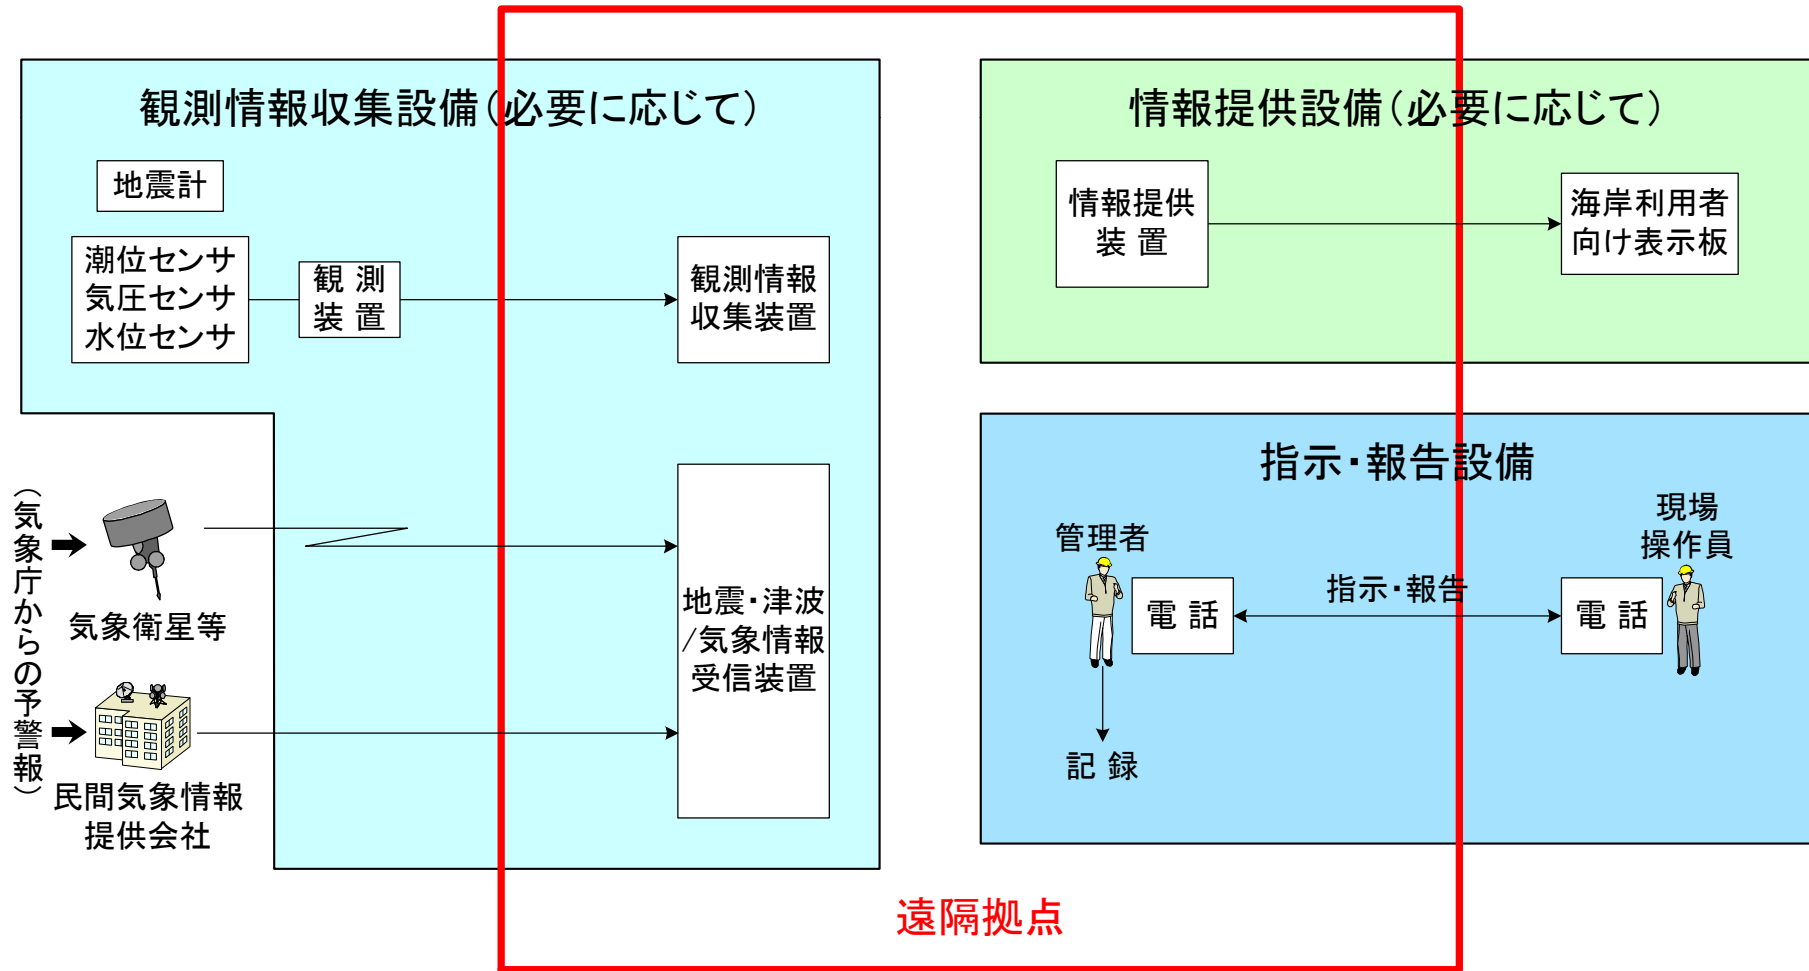 観測情報収集設備(必要に応じて)
地震計
潮位センサ
気圧センサ
水位センサ
観 測
装 置
観測情報
収集装置
(気象庁からの予警報)
気象衛星等
民間気象情報
提供会社
地震・津波
/気象情報
受信装置
情報提供設備(必要に応じて)
情報提供
装 置
海岸利用者
向け表示板
指示・報告設備
管理者
電 話
指示・報告
現場
操作員
電 話
記 録
遠隔拠点